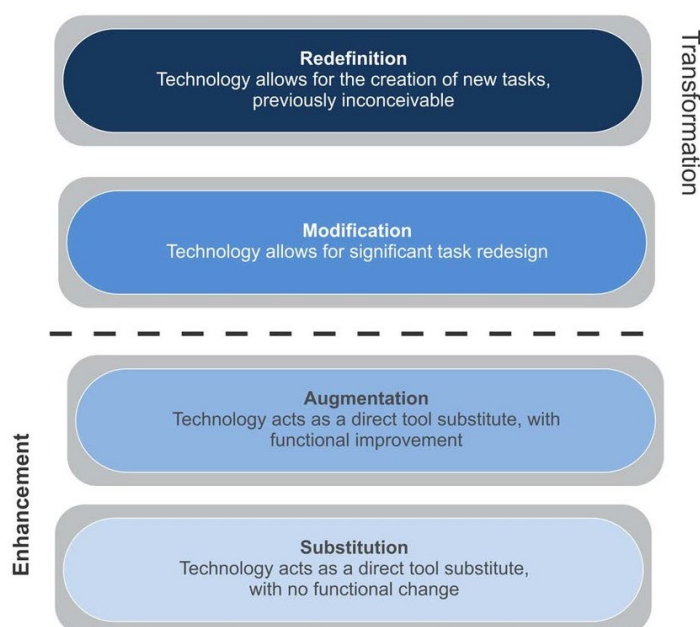 Transformation
Redefinition
Technology allows for the creation of new tasks,
previously inconceivable
Modification
Technology allows for significant task redesign
Enhancement
Augmentation
Technology acts as a direct tool substitute, with
functional improvement
Substitution
Technology acts as a direct tool substitute,
with no functional change